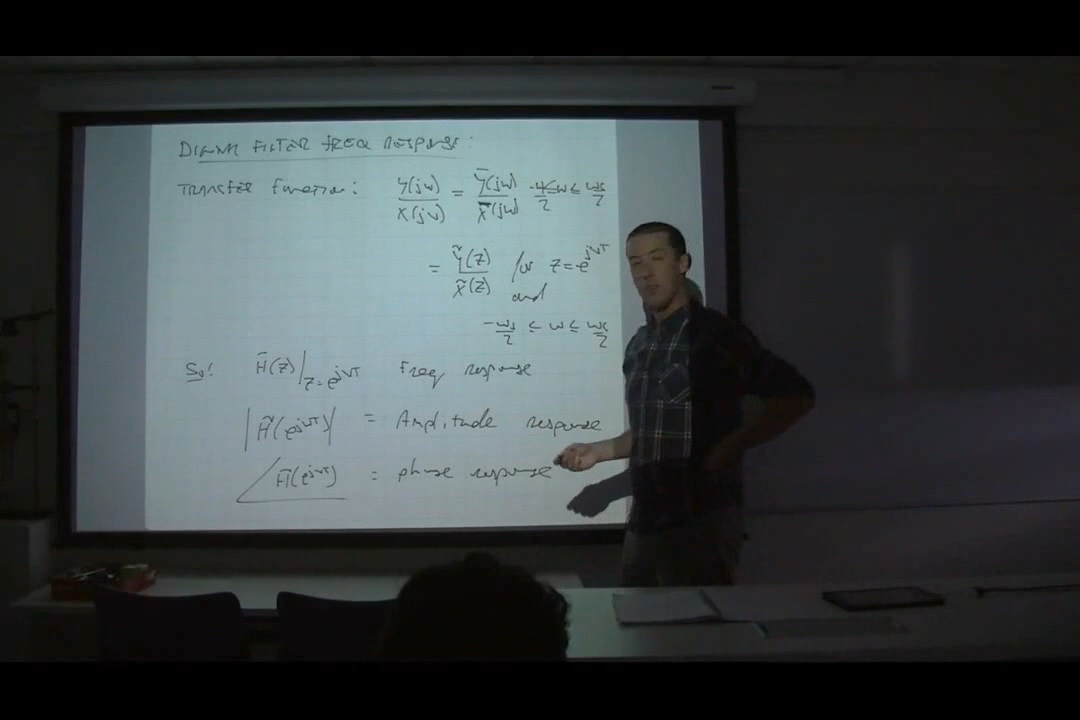 DIGITAL FILTER FREQ RESPONSE:
TRANSFER Function: Y(jω)/X(jω) = Ȳ(jω)/X̄(jω) -ωs/2 ≤ ω ≤ ωs/2
= Ỹ(z)/X̃(z) for z = e^jωT
and
-ωs/2 ≤ ω ≤ ωs/2
So! H̃(z)|z=e^jωT Freq response
|H̃(e^jωT)| = Amplitude response
∠H̃(e^jωT) = phase response